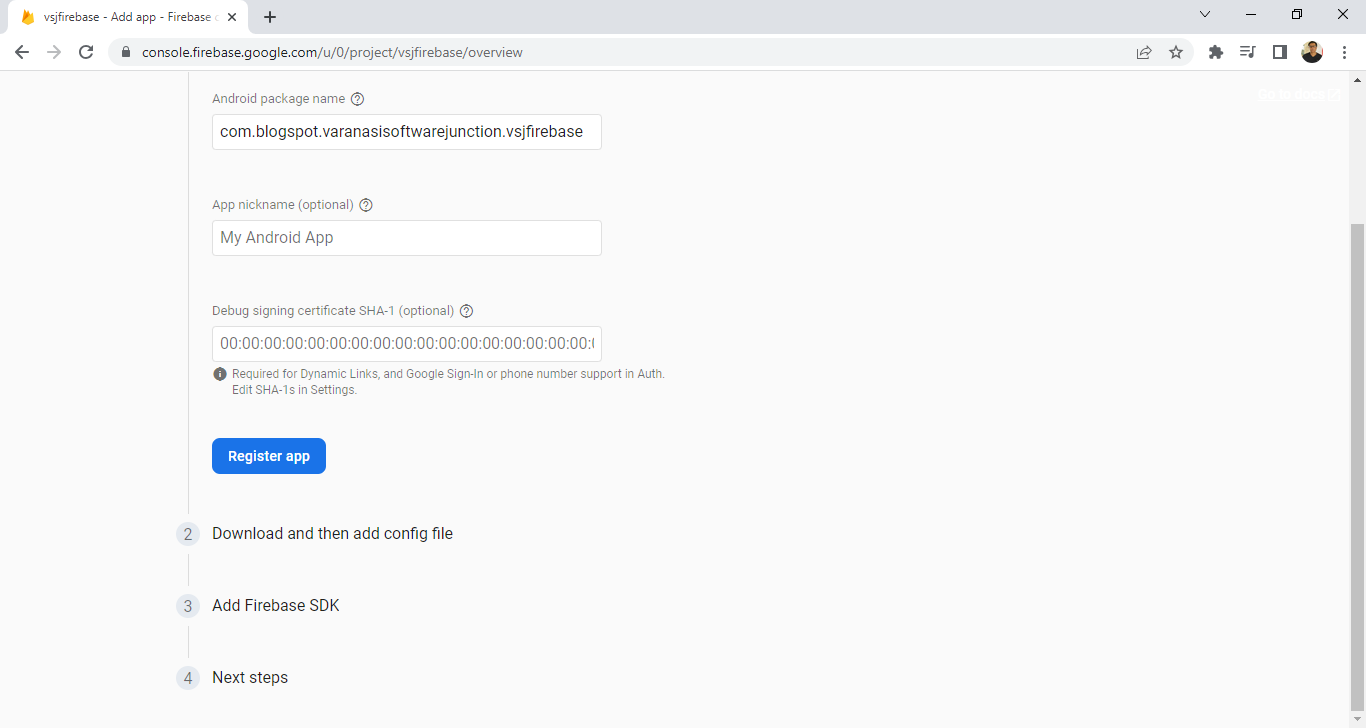 vsjfirebase - Add app - Firebase c
console.firebase.google.com/u/0/project/vsjfirebase/overview
Go to docs
Android package name
com.blogspot.varanasisoftwarejunction.vsjfirebase
App nickname (optional)
My Android App
Debug signing certificate SHA-1 (optional)
00:00:00:00:00:00:00:00:00:00:00:00:00:00:00:00:00:
Required for Dynamic Links, and Google Sign-In or phone number support in Auth.
Edit SHA-1s in Settings.
Register app
2 Download and then add config file
3 Add Firebase SDK
4 Next steps